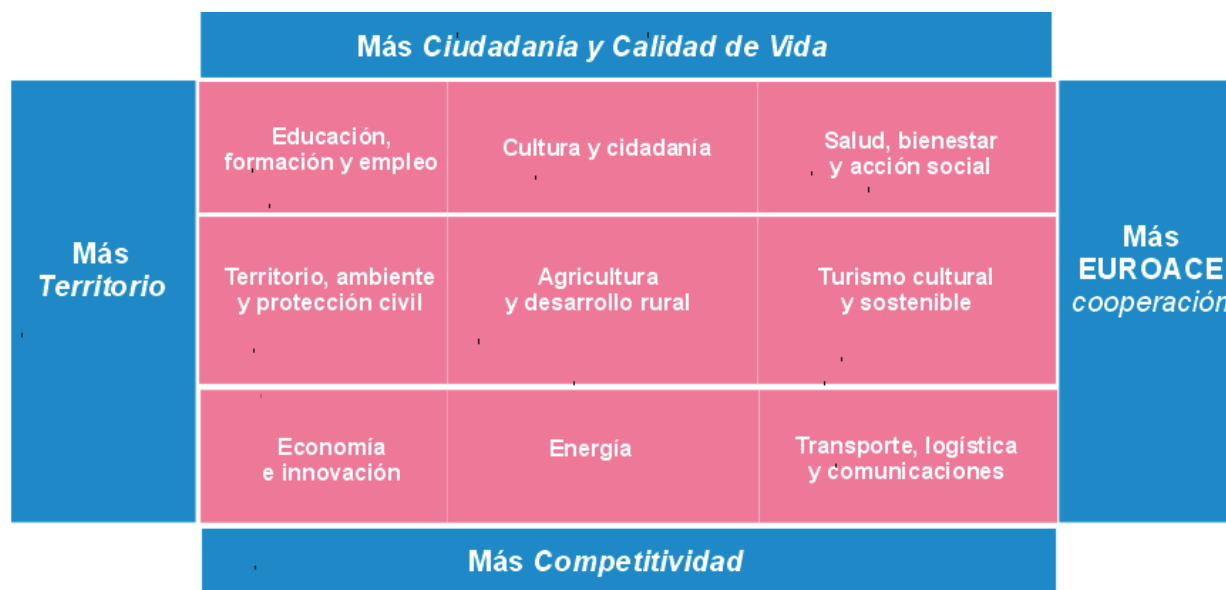 Más Ciudadanía y Calidad de Vida
Más
Territorio
Educación,
formación y empleo
Cultura y cidadanía
Salud, bienestar
y acción social
Territorio, ambiente
y protección civil
Agricultura
y desarrollo rural
Turismo cultural
y sostenible
Economía
e innovación
Energía
Transporte, logística
y comunicaciones
Más
EUROACE
cooperación
Más Competitividad